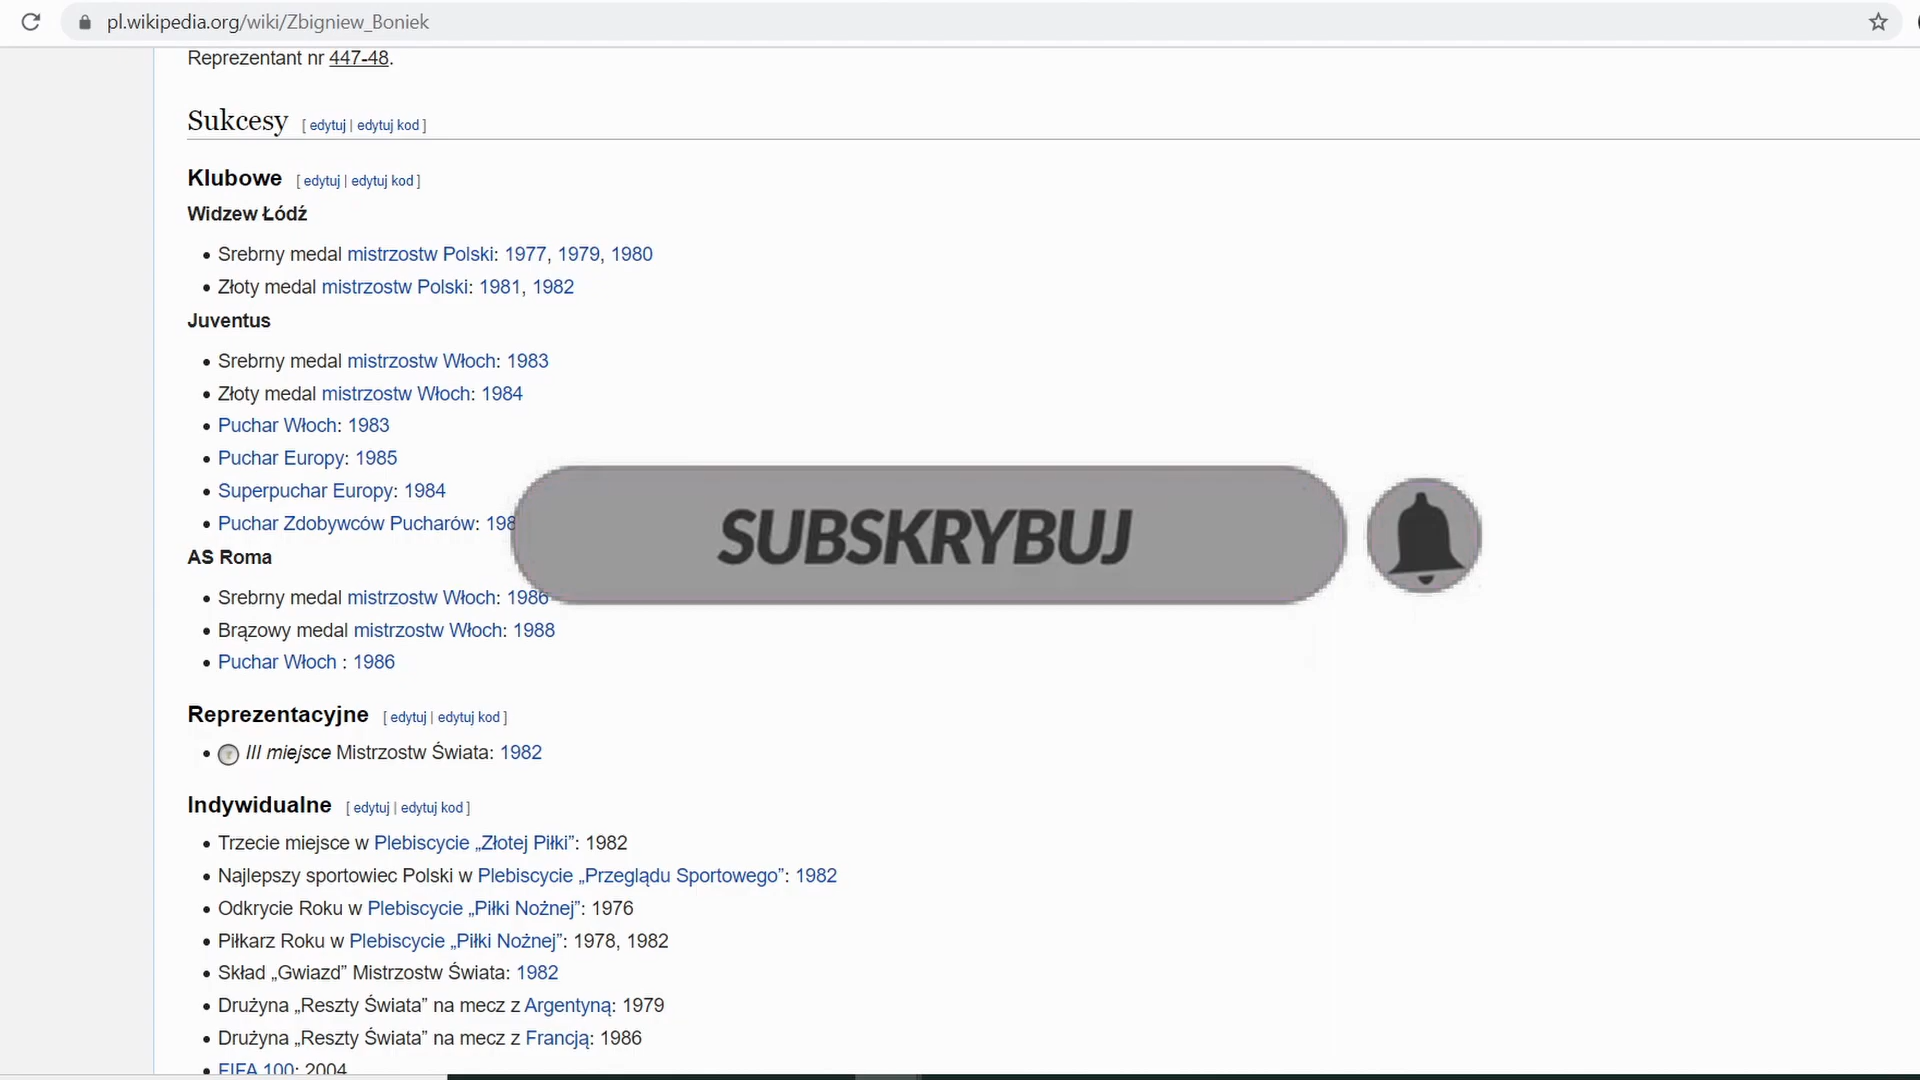 pl.wikipedia.org/wiki/Zbigniew_Boniek
Reprezentant nr 447-48.
Sukcesy [ edytuj | edytuj kod ]
Klubowe [ edytuj | edytuj kod ]
Widzew Łódź
Srebrny medal mistrzostw Polski: 1977, 1979, 1980
Złoty medal mistrzostw Polski: 1981, 1982
Juventus
Srebrny medal mistrzostw Włoch: 1983
Złoty medal mistrzostw Włoch: 1984
Puchar Włoch: 1983
Puchar Europy: 1985
Superpuchar Europy: 1984
Puchar Zdobywców Pucharów:
SUBSKRYBUJ
AS Roma
Srebrny medal mistrzostw Włoch: 1986
Brązowy medal mistrzostw Włoch: 1988
Puchar Włoch : 1986
Reprezentacyjne [ edytuj | edytuj kod ]
III miejsce Mistrzostw Świata: 1982
Indywidualne [ edytuj | edytuj kod ]
Trzecie miejsce w Plebiscycie „Złotej Piłki”: 1982
Najlepszy sportowiec Polski w Plebiscycie „Przeglądu Sportowego”: 1982
Odkrycie Roku w Plebiscycie „Piłki Nożnej”: 1976
Piłkarz Roku w Plebiscycie „Piłki Nożnej”: 1978, 1982
Skład „Gwiazd” Mistrzostw Świata: 1982
Drużyna „Reszty Świata” na mecz z Argentyną: 1979
Drużyna „Reszty Świata” na mecz z Francją: 1986
FIFA 100: 2004